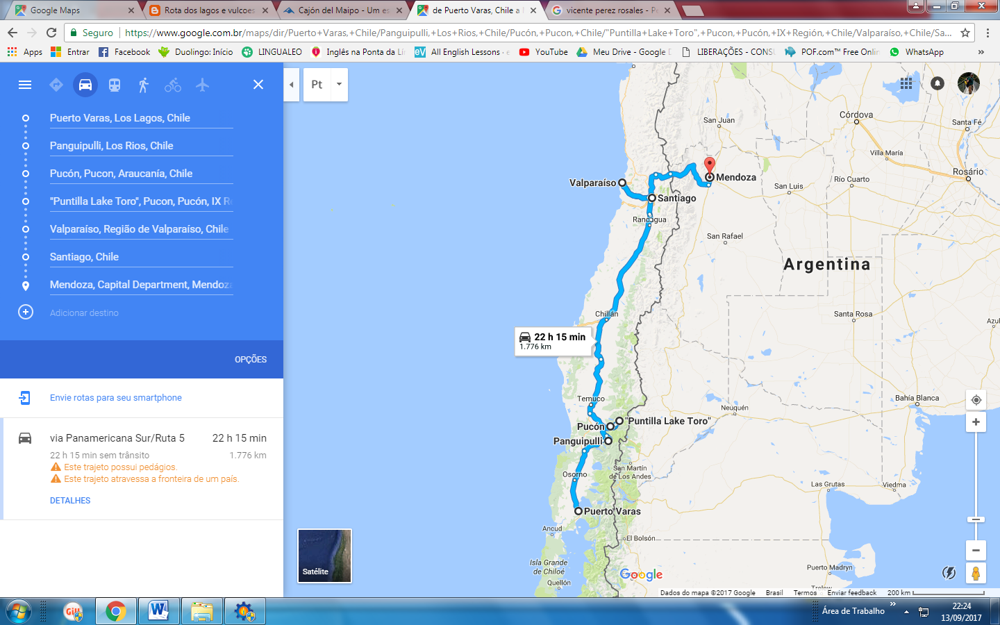 Google Maps
Rota dos lagos e vulcoes
Cajón del Maipo - Um es
de Puerto Varas, Chile a
vicente perez rosales - Pe
Seguro
https://www.google.com.br/maps/dir/Puerto+Varas,+Chile/Panguipulli,+Los+Rios,+Chile/Pucón,+Pucon,+Chile/"Puntilla+Lake+Toro",+Pucon,+Pucón,+IX+Región,+Chile/Valparaíso,+Chile/Sa...
Apps
Entrar
Facebook
Duolingo: Início
LINGUALEO
Inglês na Ponta da Lí
All English Lessons
YouTube
Meu Drive - Google D
LIBERAÇÕES - CONSU
POF.com™ Free Onlin
WhatsApp
»
Puerto Varas, Los Lagos, Chile
Panguipulli, Los Rios, Chile
Pucón, Pucon, Araucanía, Chile
"Puntilla Lake Toro", Pucon, Pucón, IX R
Valparaíso, Região de Valparaíso, Chile
Santiago, Chile
Mendoza, Capital Department, Mendoza
Adicionar destino
OPÇÕES
Envie rotas para seu smartphone
via Panamericana Sur/Ruta 5
22 h 15 min
22 h 15 min sem trânsito
1.776 km
Este trajeto possui pedágios.
Este trajeto atravessa a fronteira de um país.
DETALHES
Pt
Córdova
San Juan
Santa Fé
Villa María
Rosário
Valparaíso
Mendoza
Río Cuarto
San Luis
Santiago
Rancagua
San Rafael
Argentina
Chillán
Santa Rosa
Azul
22 h 15 min
1.776 km
Temuco
Bahía Blanca
Neuquén
"Puntilla Lake Toro"
Pucón
Panguipulli
San Martín
de Los Andes
Osorno
Las Grutas
Viedma
Puerto Varas
Ancud
El Bolsón
Isla Grande
de Chiloé
Puerto Madryn
Quellón
Trelew
Satélite
Google
Dados do mapa ©2017 Google
Brasil
Termos
Enviar feedback
200 km
Área de Trabalho
»
22:24
13/09/2017